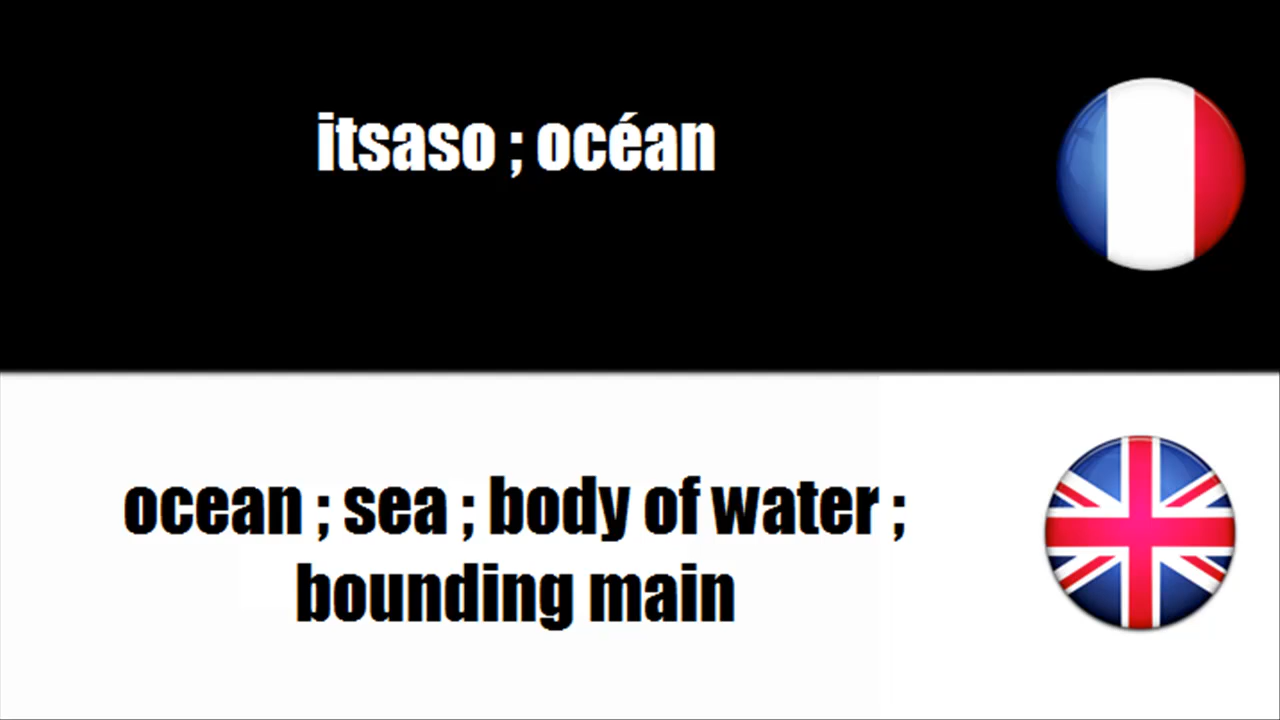 itsaso ; océan
ocean ; sea ; body of water ;
bounding main